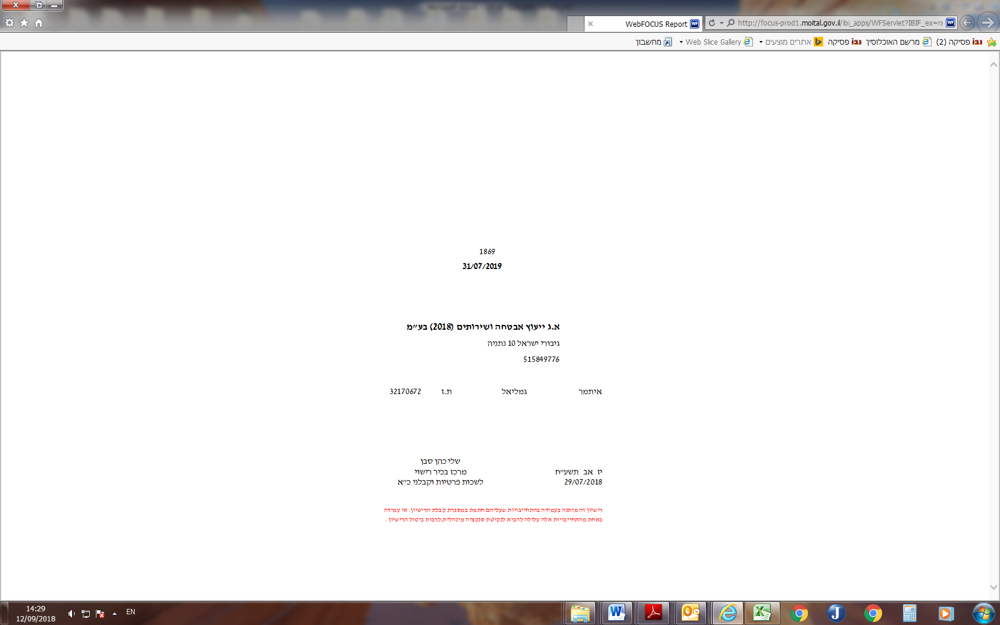 WebFOCUS Report
http://focus-prod1.moital.gov.il/ibi_apps/WFServlet?IBIF_ex=ris
פסיקה (2) מרשם האוכלוסין פסיקה אתרים מוצעים Web Slice Gallery מחשבון
1869
31/07/2019
א.ג ייעוץ אבטחה ושירותים (2018) בע״מ
גיבורי ישראל 10 נתניה
515849776
איתמר גמליאל ת.ז 32170672
שלי כהן סבן
יז אב תשע״ח מרכז בכיר רישוי
29/07/2018 לשכות פרטיות וקבלני כ״א
רישיון זה מותנה בעמידה בהתחייבויות שעליהם חתמת במסגרת קבלת הרישיון. אי עמידה
באחת מהתחייבויות אלה עלולה להביא לנקיטת סנקציה מינהלית,לרבות ביטול הרישיון .
14:29
12/09/2018
EN